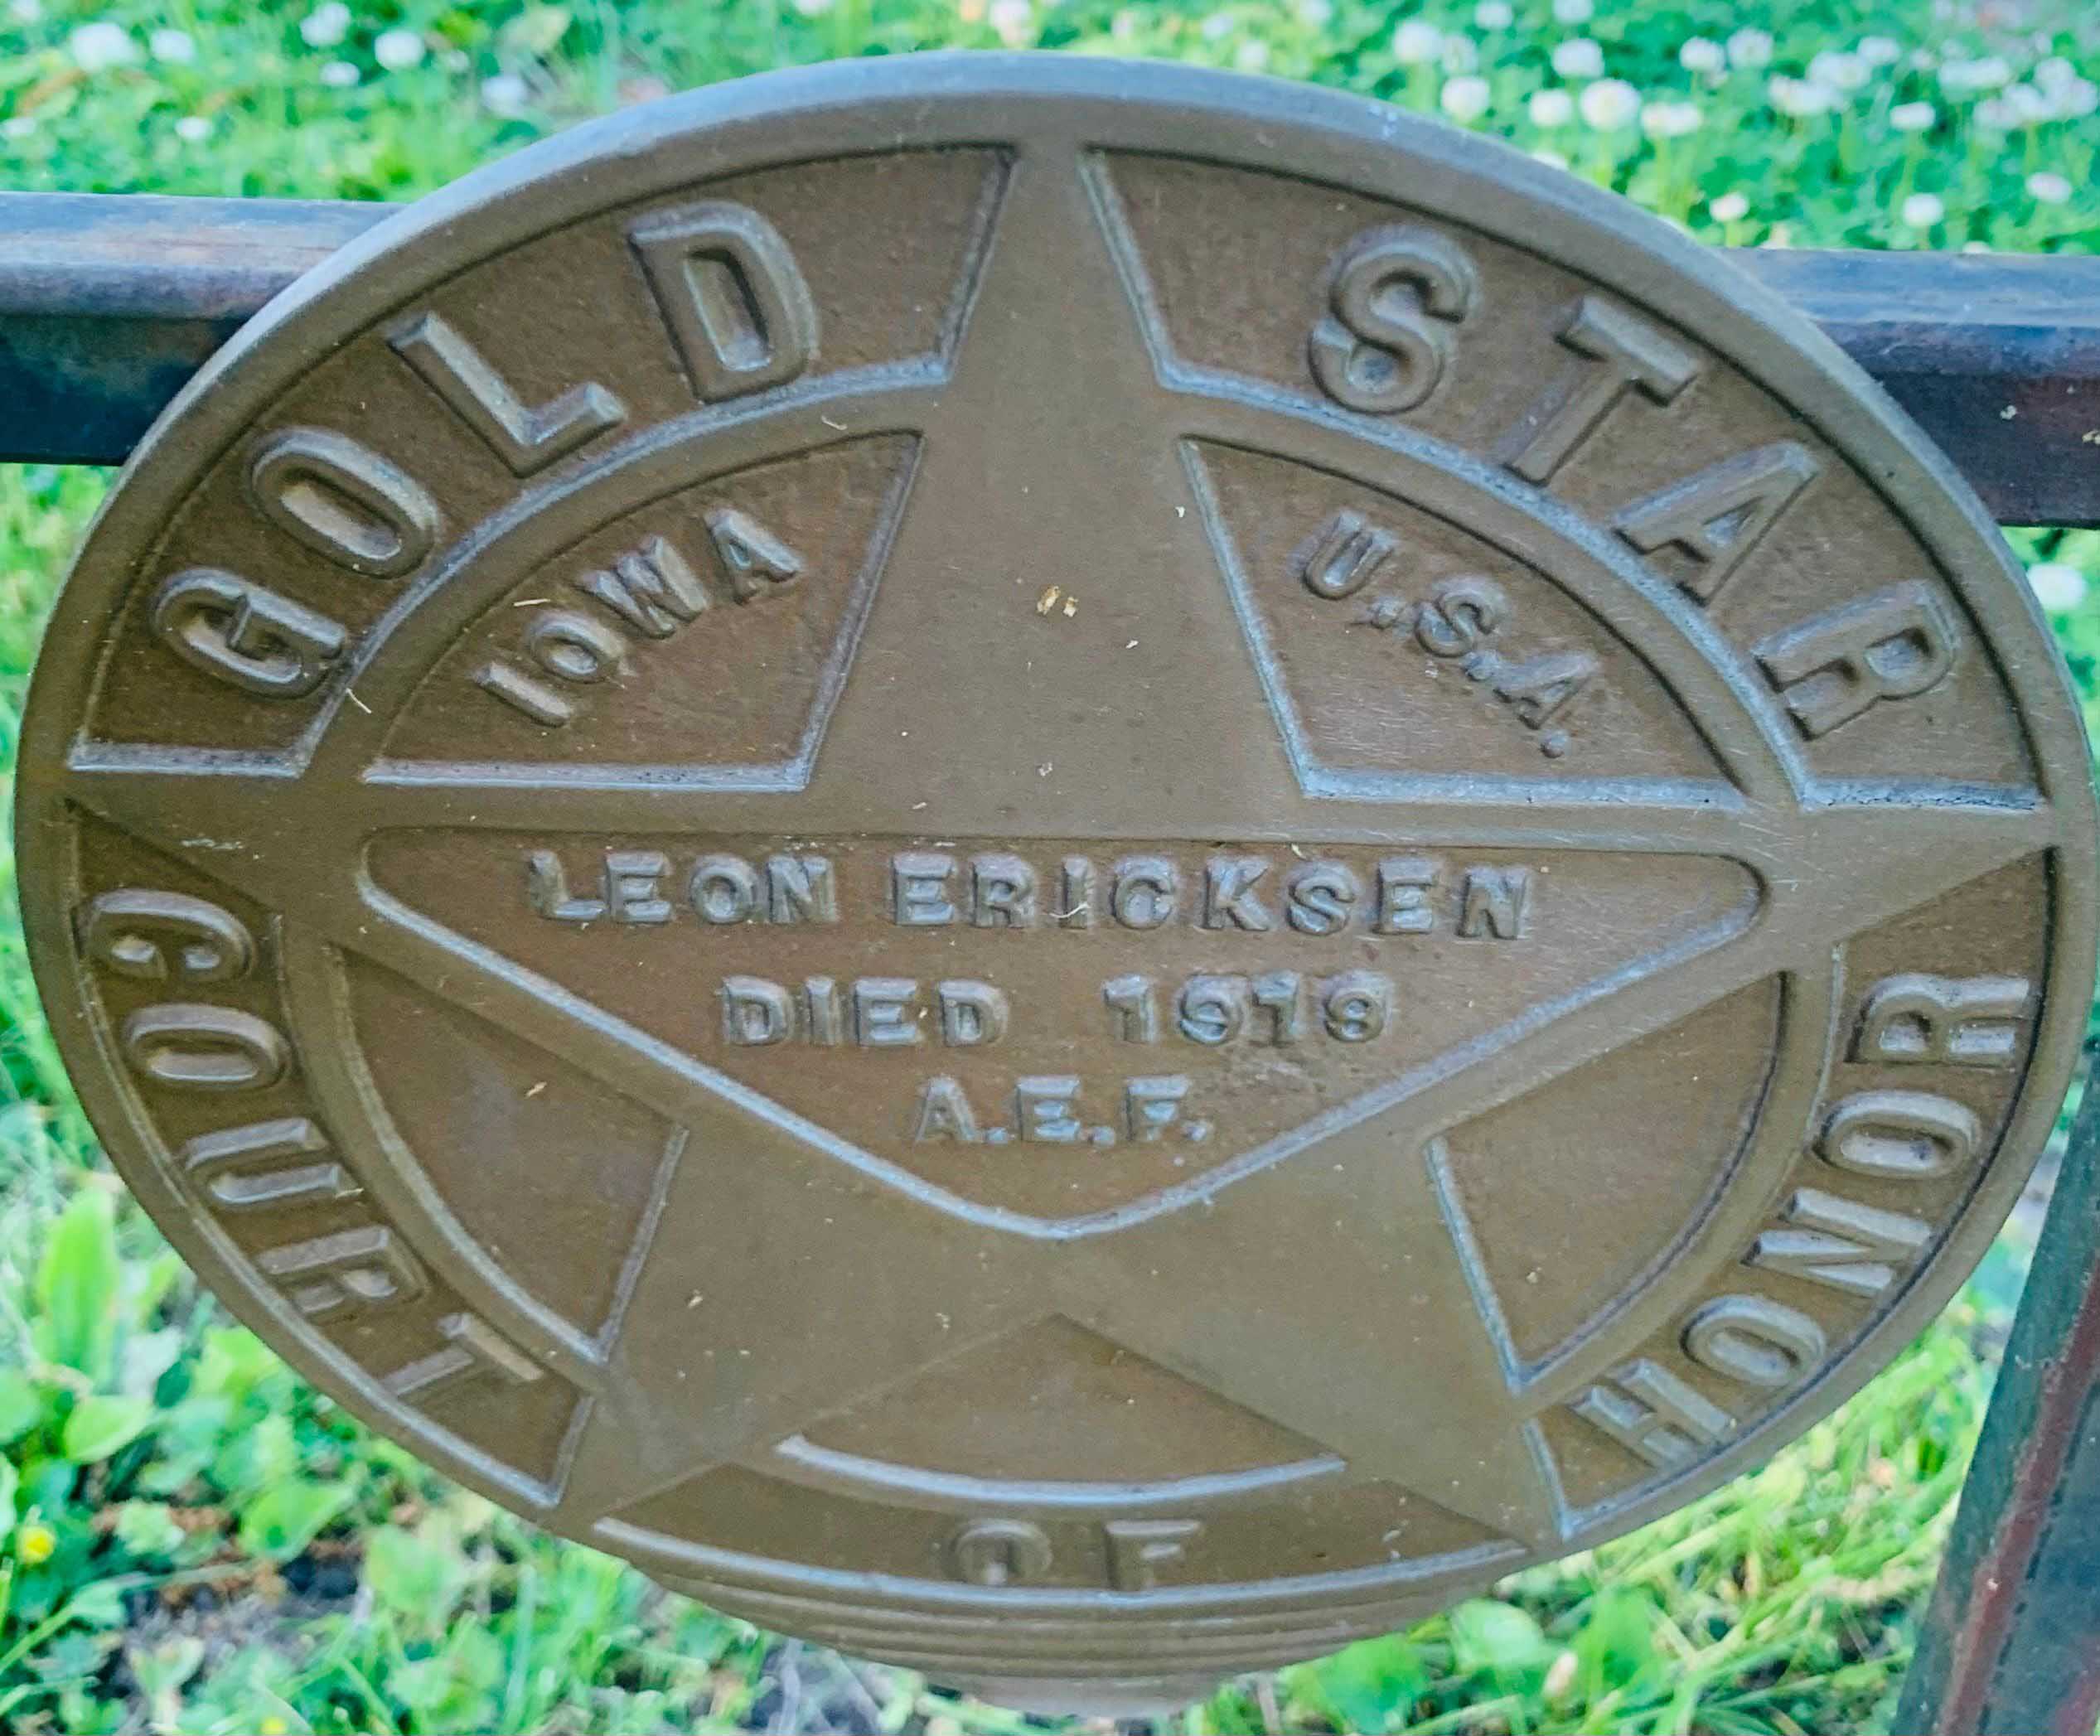 GOLD STAR
IOWA U.S.A.
LEON ERICKSEN
DIED 1918
A.E.F.
COURT OF HONOR